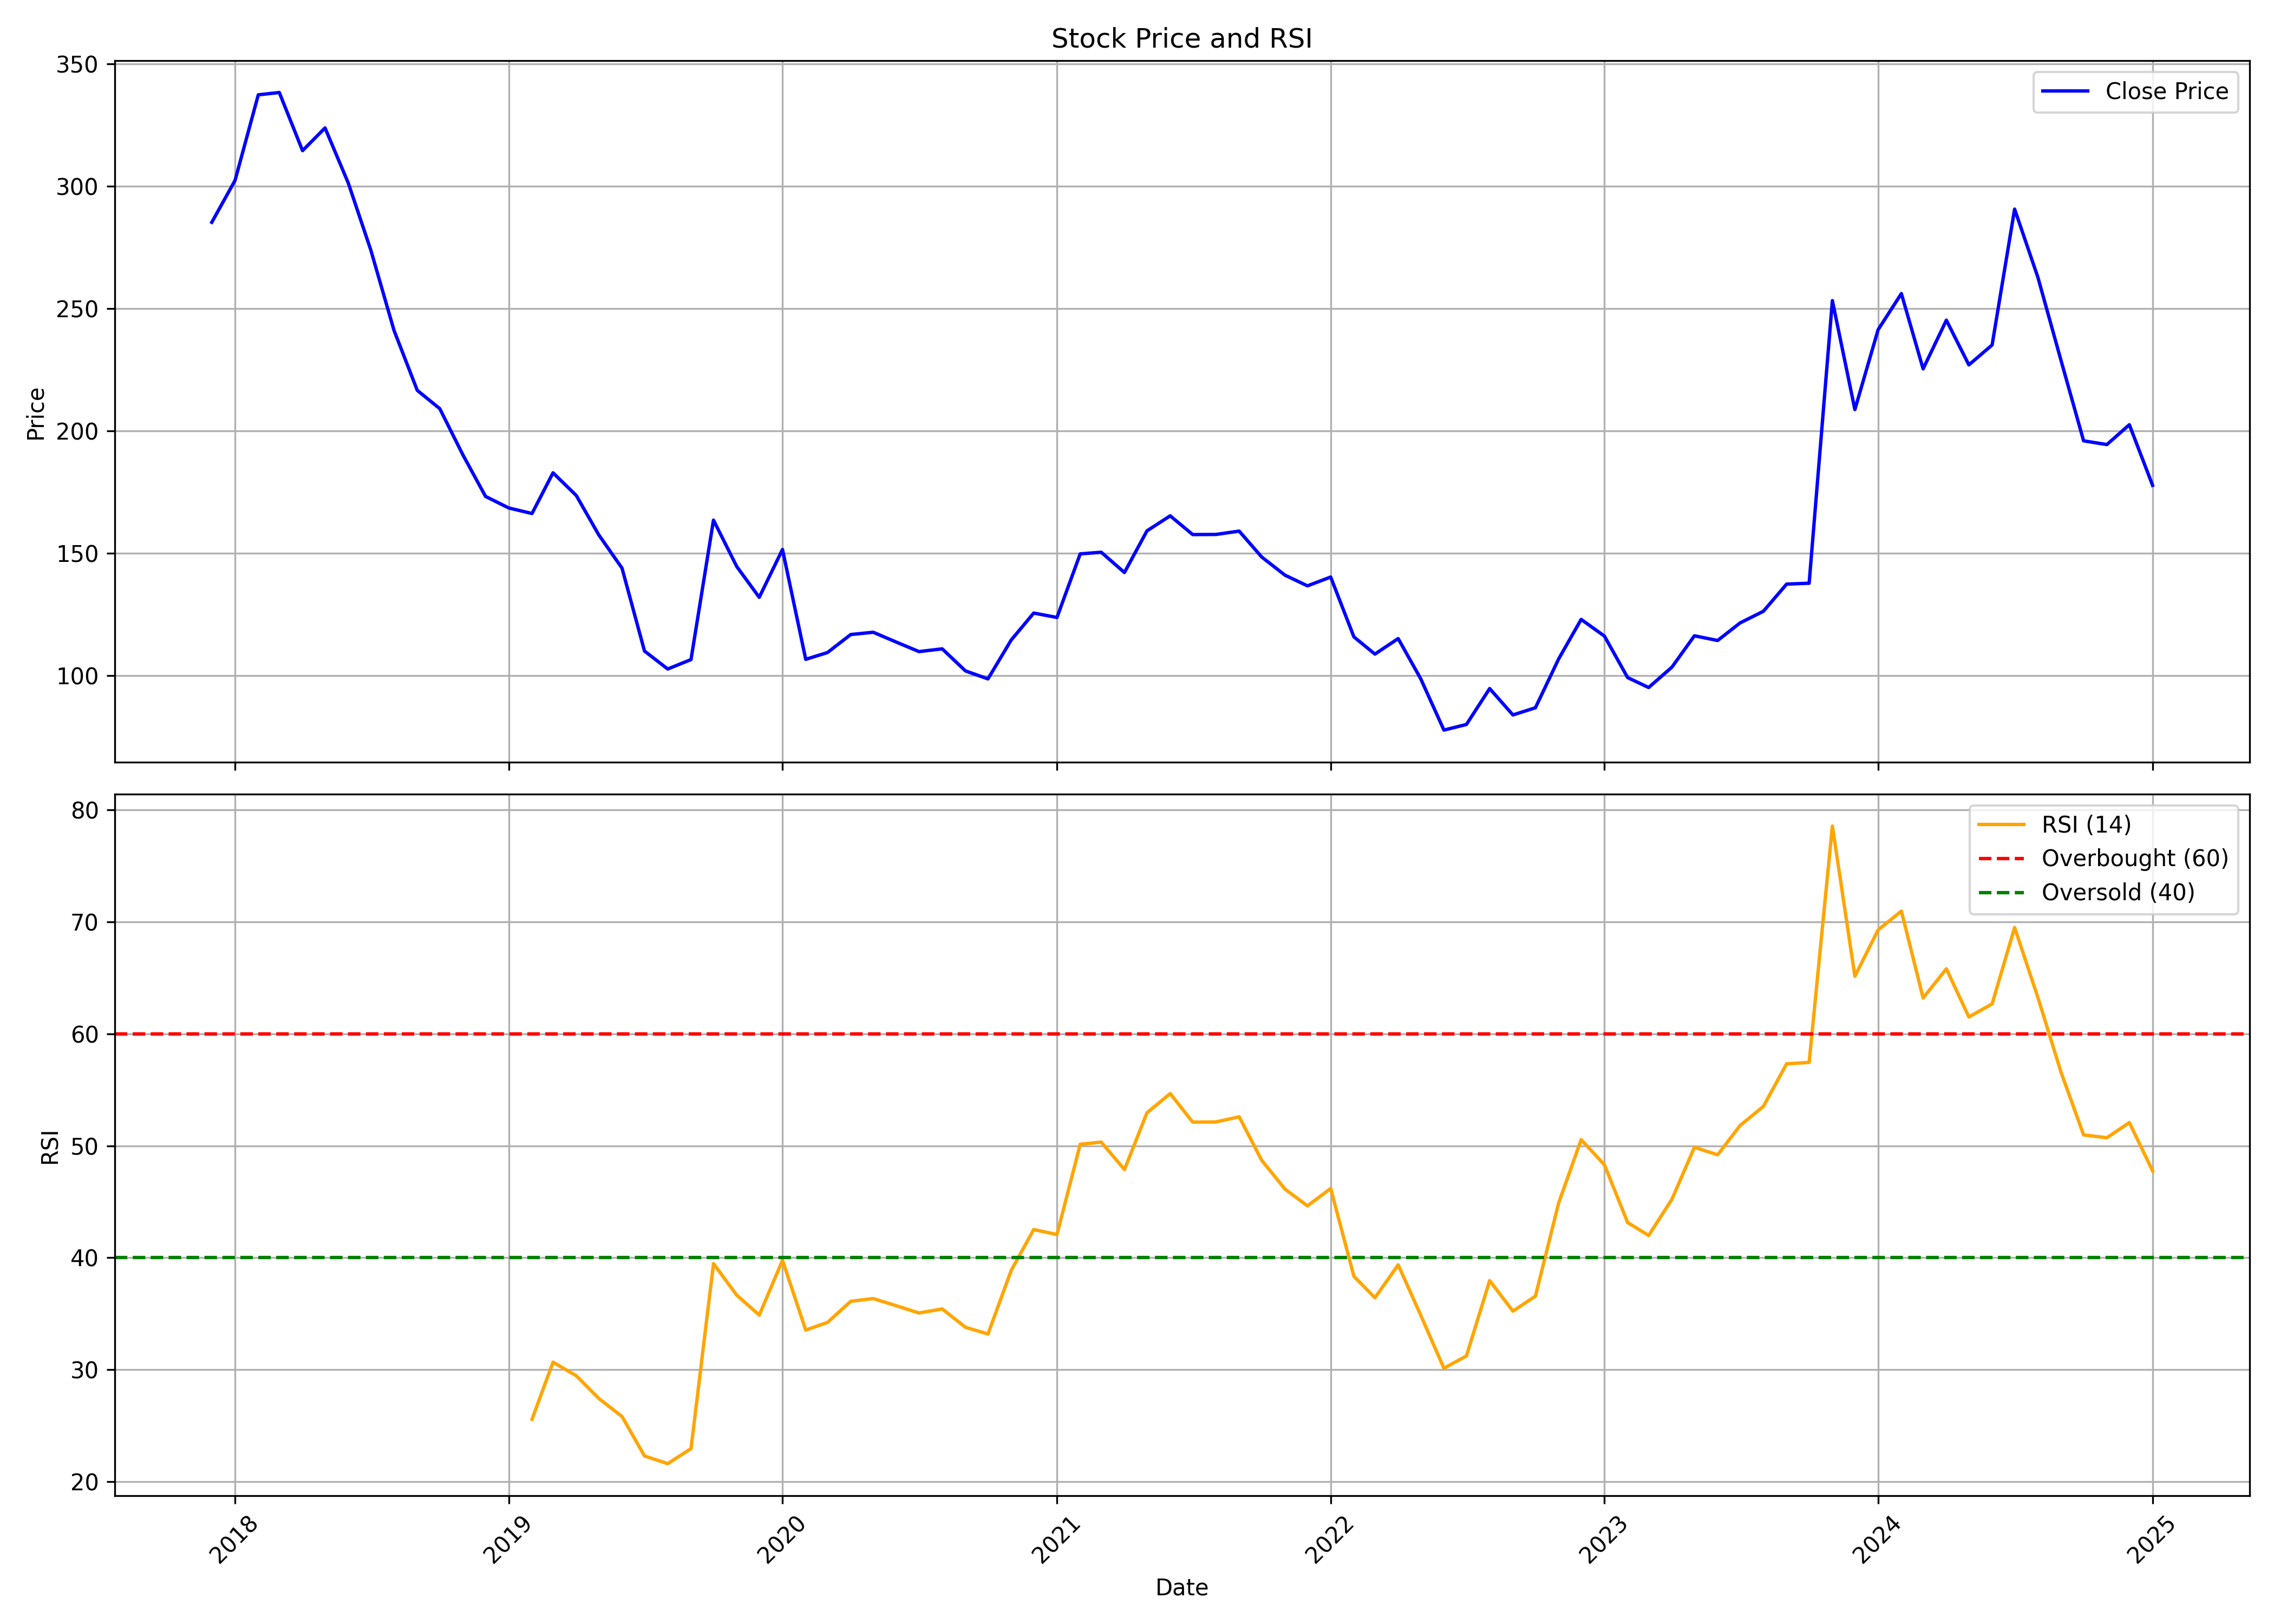 Stock Price and RSI
350
300
250
200
150
100
Price
Close Price
80
70
60
50
40
30
20
RSI
RSI (14)
Overbought (60)
Oversold (40)
2018
2019
2020
2021
2022
2023
2024
2025
Date